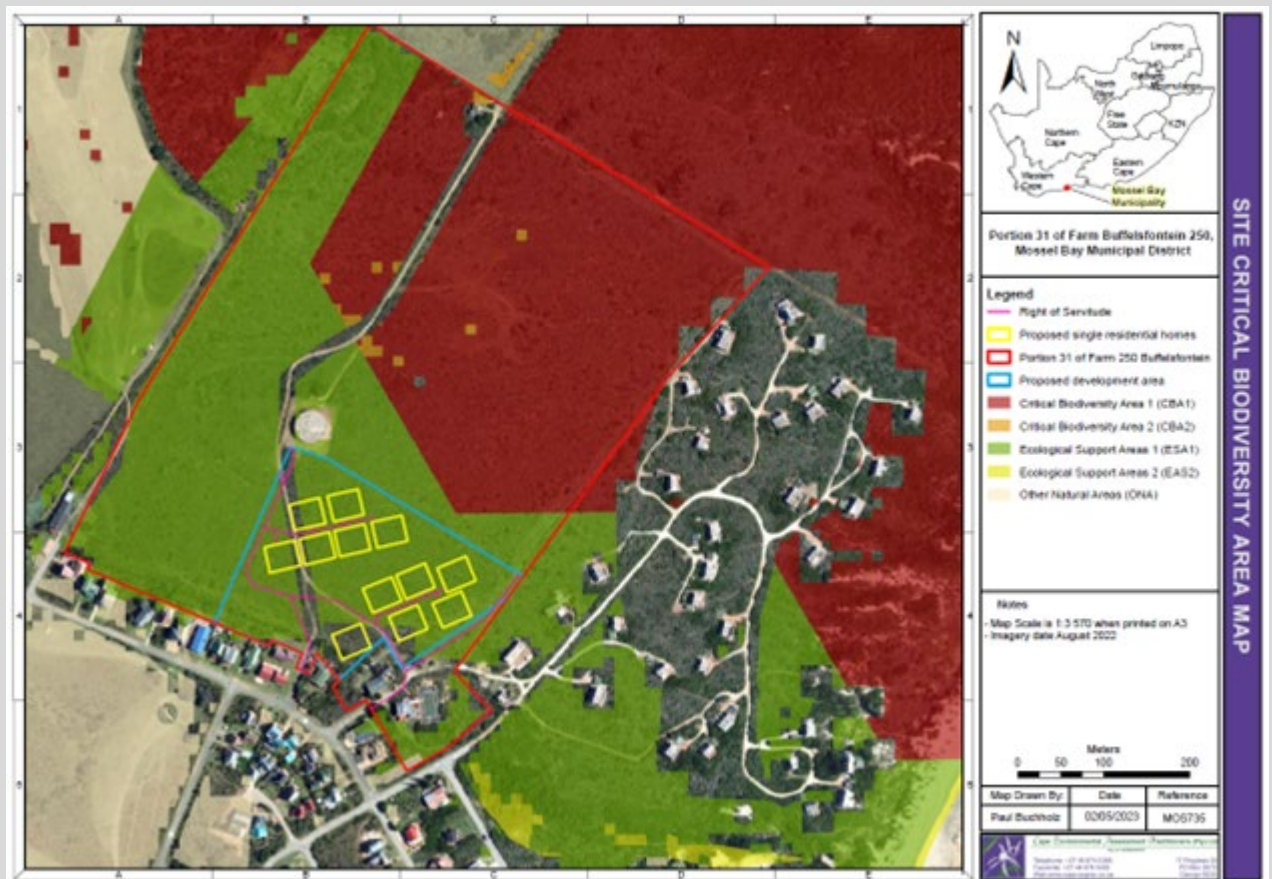 A B C D E
1
2
3
4
5
N
Limpopo
North West
Free State
KZN
Northern Cape
Eastern Cape
Western Cape
Mossel Bay Municipality
Portion 31 of Farm Buffelsfontein 250,
Mossel Bay Municipal District
Legend
Right of Servitude
Proposed single residential homes
Portion 31 of Farm 250 Buffelsfontein
Proposed development area
Critical Biodiversity Area 1 (CBA1)
Critical Biodiversity Area 2 (CBA2)
Ecological Support Areas 1 (ESA1)
Ecological Support Areas 2 (EAS2)
Other Natural Areas (ONA)
Notes
- Map Scale is 1:3 570 when printed on A3
- Imagery date August 2022
Meters
0 50 100 200
Map Drawn By: Date Reference
Paul Buchholz 02/05/2023 MOS735
SITE CRITICAL BIODIVERSITY AREA MAP
A B C D E
1
2
3
4
5